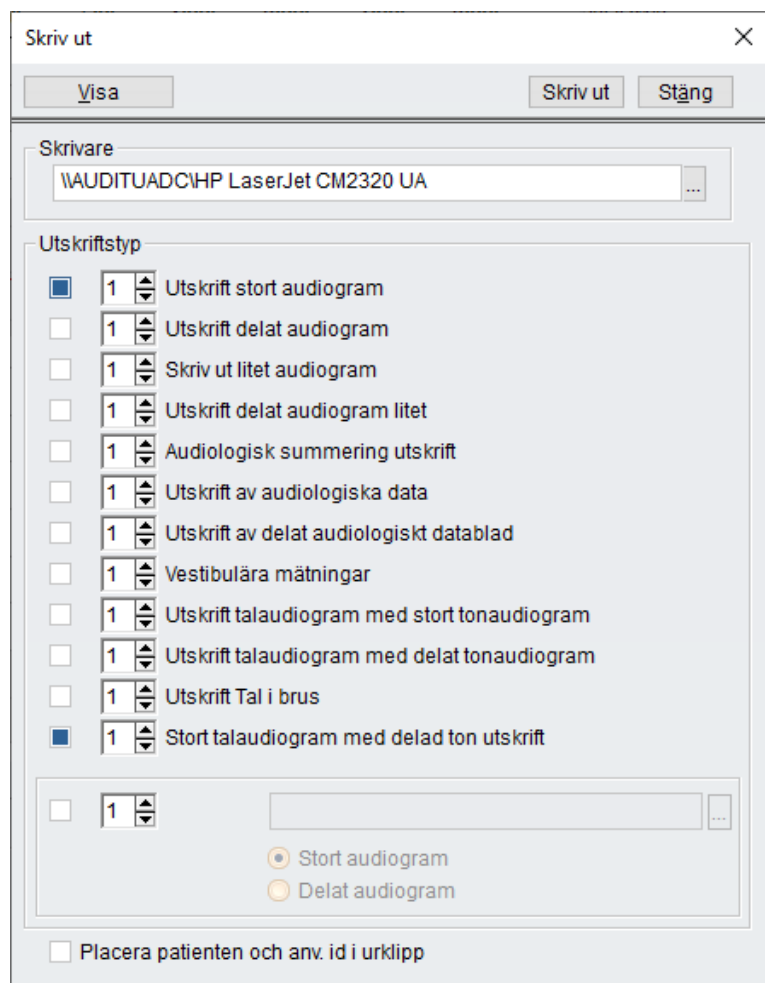 Skriv ut
Visa Skriv ut Stäng
Skrivare
\\AUDITUADC\HP LaserJet CM2320 UA ...
Utskriftstyp
1 Utskrift stort audiogram
1 Utskrift delat audiogram
1 Skriv ut litet audiogram
1 Utskrift delat audiogram litet
1 Audiologisk summering utskrift
1 Utskrift av audiologiska data
1 Utskrift av delat audiologiskt datablad
1 Vestibulära mätningar
1 Utskrift talaudiogram med stort tonaudiogram
1 Utskrift talaudiogram med delat tonaudiogram
1 Utskrift Tal i brus
1 Stort talaudiogram med delad ton utskrift
1 ...
Stort audiogram
Delat audiogram
Placera patienten och anv. id i urklipp